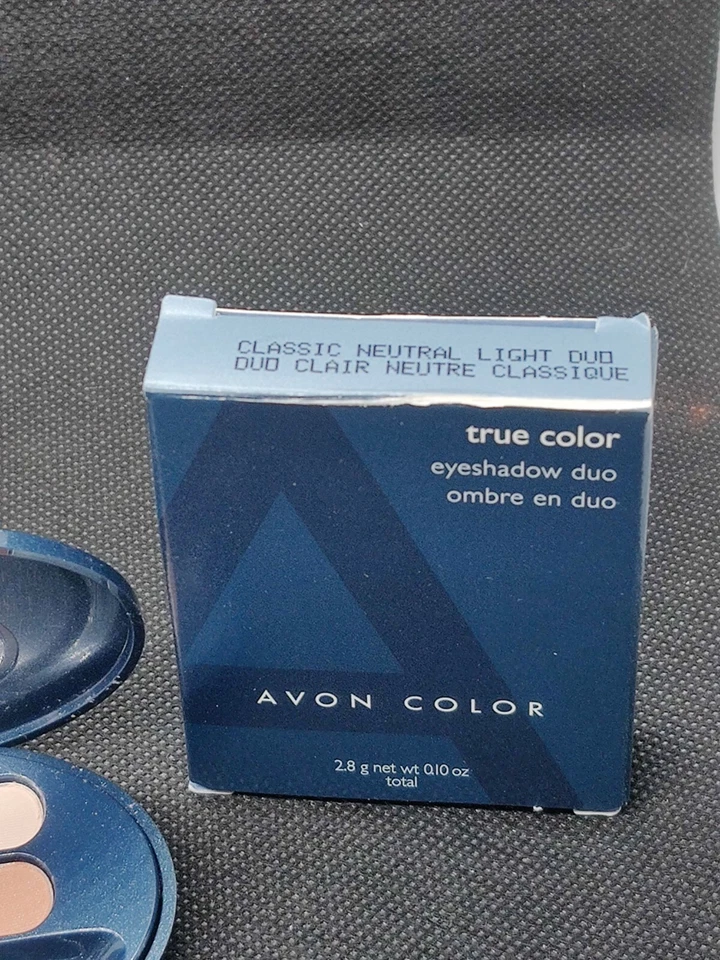 CLASSIC NEUTRAL LIGHT DUO
DUO CLAIR NEUTRE CLASSIQUE
true color
eyeshadow duo
ombre en duo
AVON COLOR
2.8 g net wt 0.10 oz
total